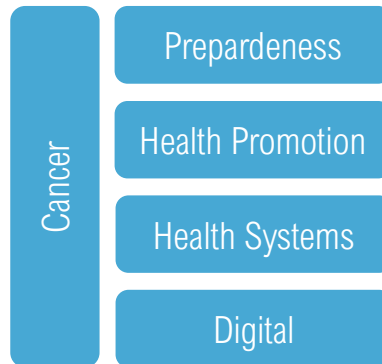 Cancer
Prepardeness
Health Promotion
Health Systems
Digital